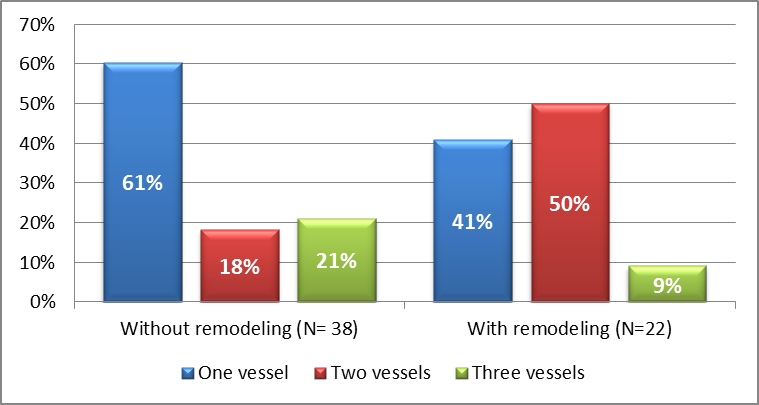 70%
60%
50%
40%
30%
20%
10%
0%
61%
18%
21%
41%
50%
9%
Without remodeling (N= 38)
With remodeling (N=22)
One vessel
Two vessels
Three vessels